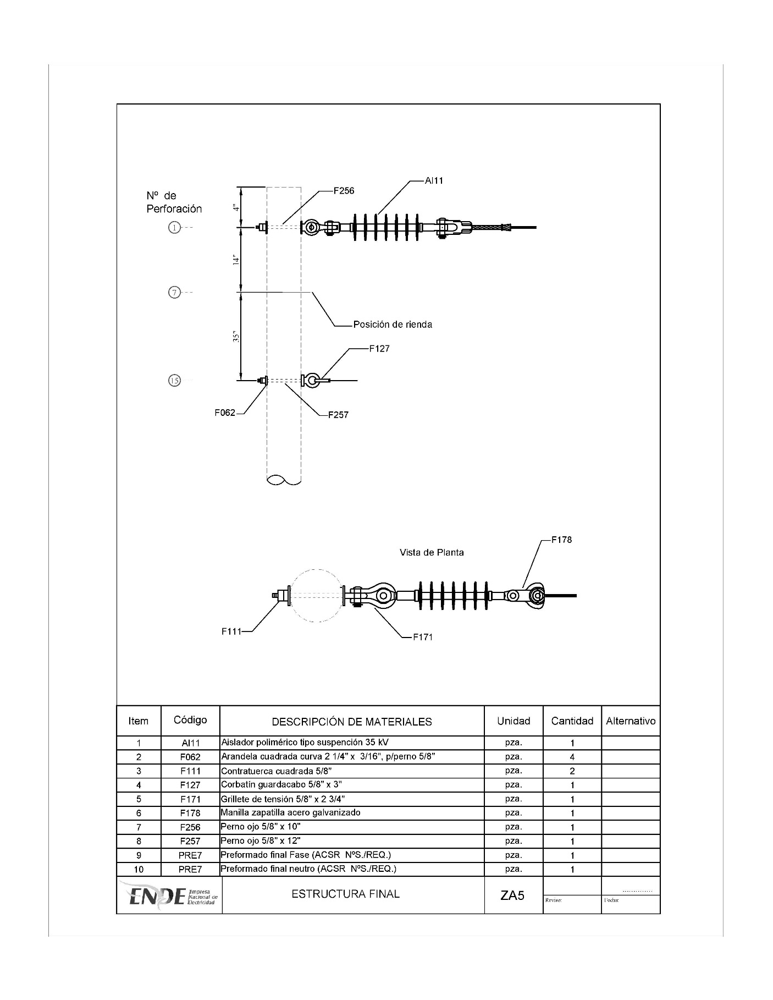 AI11
F256
Nº de
Perforación
4"
1
14"
7
Posición de rienda
35"
F127
15
F062
F257
F178
Vista de Planta
F111
F171
Item Código DESCRIPCIÓN DE MATERIALES Unidad Cantidad Alternativo
1 AI11 Aislador polimérico tipo suspención 35 kV pza. 1
2 F062 Arandela cuadrada curva 2 1/4" x 3/16", p/perno 5/8" pza. 4
3 F111 Contratuerca cuadrada 5/8" pza. 2
4 F127 Corbatín guardacabo 5/8" x 3" pza. 1
5 F171 Grillete de tensión 5/8" x 2 3/4" pza. 1
6 F178 Manilla zapatilla acero galvanizado pza. 1
7 F256 Perno ojo 5/8" x 10" pza. 1
8 F257 Perno ojo 5/8" x 12" pza. 1
9 PRE7 Preformado final Fase (ACSR NºS./REQ.) pza. 1
10 PRE7 Preformado final neutro (ACSR NºS./REQ.) pza. 1
ENDE Empresa
Nacional de
Electricidad
ESTRUCTURA FINAL
ZA5
..............
Reviso: Fecha: